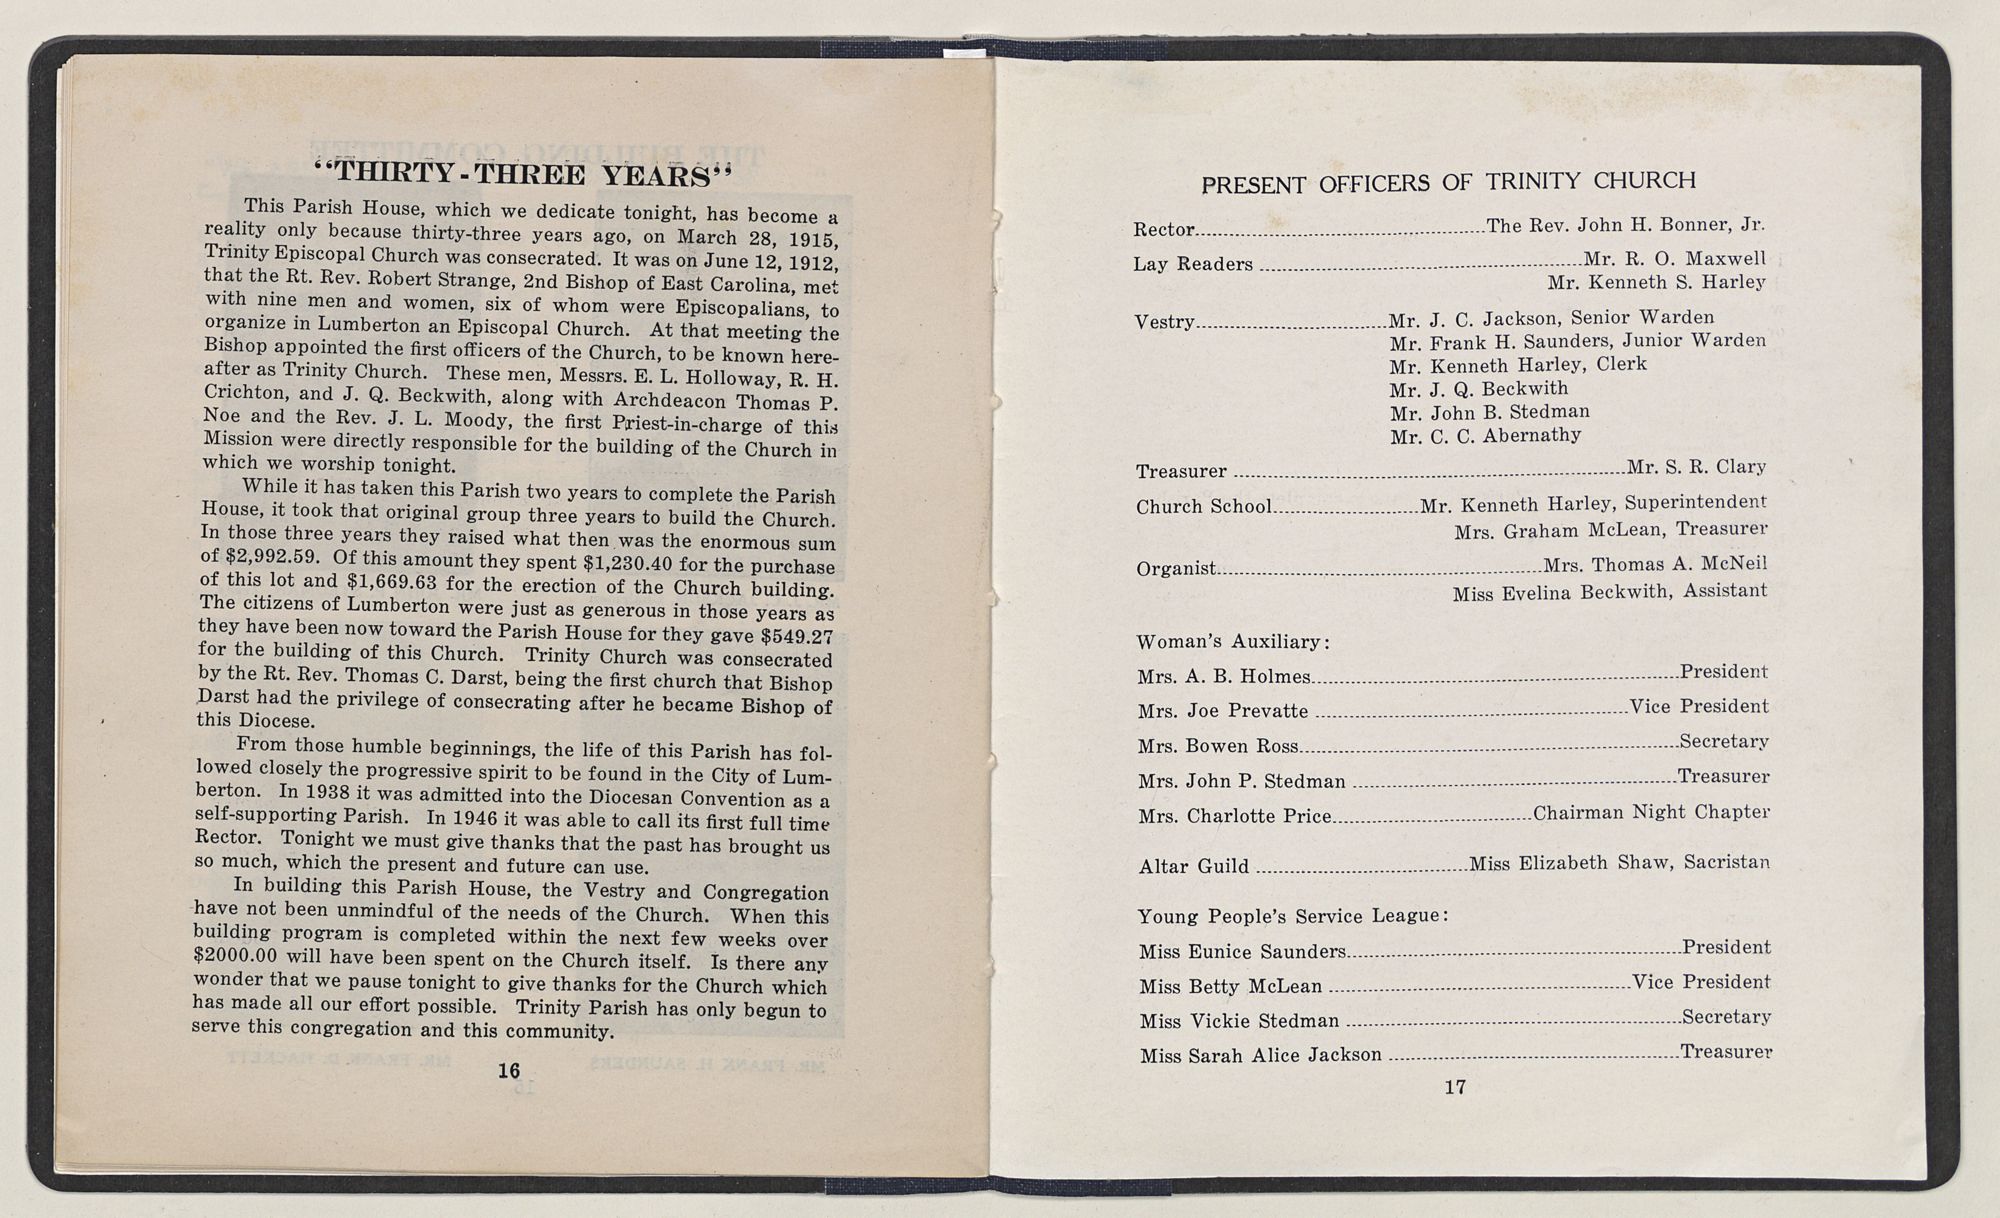 "THIRTY-THREE YEARS"
This Parish House, which we dedicate tonight, has become a
reality only because thirty-three years ago, on March 28, 1915,
Trinity Episcopal Church was consecrated. It was on June 12, 1912,
that the Rt. Rev. Robert Strange, 2nd Bishop of East Carolina, met
with nine men and women, six of whom were Episcopalians, to
organize in Lumberton an Episcopal Church. At that meeting the
Bishop appointed the first officers of the Church, to be known here-
after as Trinity Church. These men, Messrs. E. L. Holloway, R. H.
Crichton, and J. Q. Beckwith, along with Archdeacon Thomas P.
Noe and the Rev. J. L. Moody, the first Priest-in-charge of this
Mission were directly responsible for the building of the Church in
which we worship tonight.
While it has taken this Parish two years to complete the Parish
House, it took that original group three years to build the Church.
In those three years they raised what then was the enormous sum
of $2,992.59. Of this amount they spent $1,230.40 for the purchase
of this lot and $1,669.63 for the erection of the Church building.
The citizens of Lumberton were just as generous in those years as
they have been now toward the Parish House for they gave $549.27
for the building of this Church. Trinity Church was consecrated
by the Rt. Rev. Thomas C. Darst, being the first church that Bishop
Darst had the privilege of consecrating after he became Bishop of
this Diocese.
From those humble beginnings, the life of this Parish has fol-
lowed closely the progressive spirit to be found in the City of Lum-
berton. In 1938 it was admitted into the Diocesan Convention as a
self-supporting Parish. In 1946 it was able to call its first full time
Rector. Tonight we must give thanks that the past has brought us
so much, which the present and future can use.
In building this Parish House, the Vestry and Congregation
have not been unmindful of the needs of the Church. When this
building program is completed within the next few weeks over
$2000.00 will have been spent on the Church itself. Is there any
wonder that we pause tonight to give thanks for the Church which
has made all our effort possible. Trinity Parish has only begun to
serve this congregation and this community.
16
PRESENT OFFICERS OF TRINITY CHURCH
Rector The Rev. John H. Bonner, Jr.
Lay Readers Mr. R. O. Maxwell
Mr. Kenneth S. Harley
Vestry Mr. J. C. Jackson, Senior Warden
Mr. Frank H. Saunders, Junior Warden
Mr. Kenneth Harley, Clerk
Mr. J. Q. Beckwith
Mr. John B. Stedman
Mr. C. C. Abernathy
Treasurer Mr. S. R. Clary
Church School Mr. Kenneth Harley, Superintendent
Mrs. Graham McLean, Treasurer
Organist Mrs. Thomas A. McNeil
Miss Evelina Beckwith, Assistant
Woman's Auxiliary:
Mrs. A. B. Holmes President
Mrs. Joe Prevatte Vice President
Mrs. Bowen Ross Secretary
Mrs. John P. Stedman Treasurer
Mrs. Charlotte Price Chairman Night Chapter
Altar Guild Miss Elizabeth Shaw, Sacristan
Young People's Service League:
Miss Eunice Saunders President
Miss Betty McLean Vice President
Miss Vickie Stedman Secretary
Miss Sarah Alice Jackson Treasurer
17